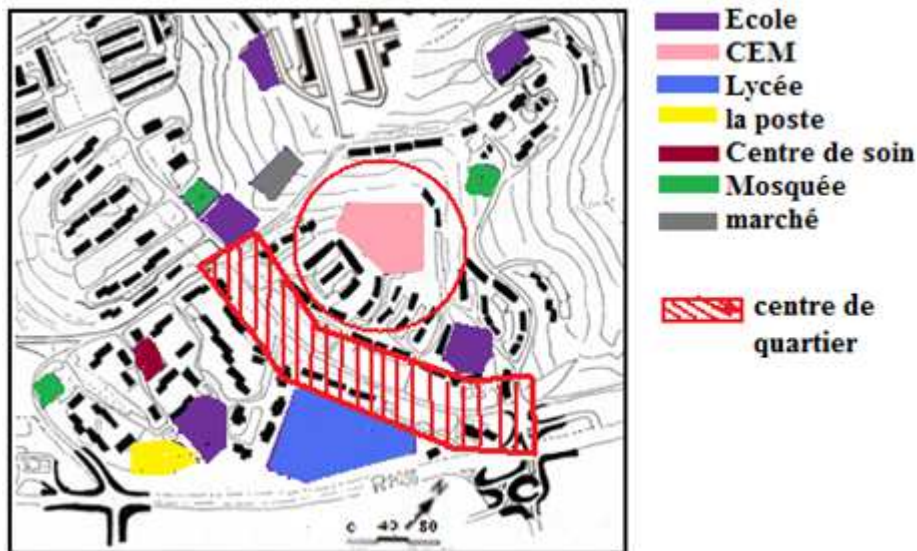 Ecole
CEM
Lycée
la poste
Centre de soin
Mosquée
marché
centre de
quartier
N
0 40 80